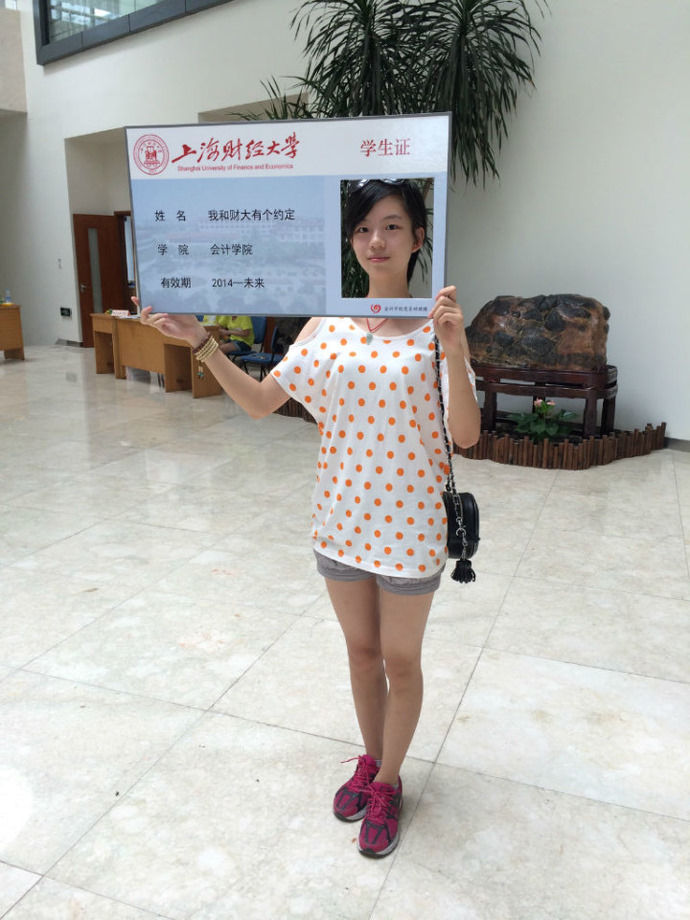 上海财经大学
Shanghai University of Finance and Economics
学生证
姓 名 我和财大有个约定
学 院 会计学院
有效期 2014—未来